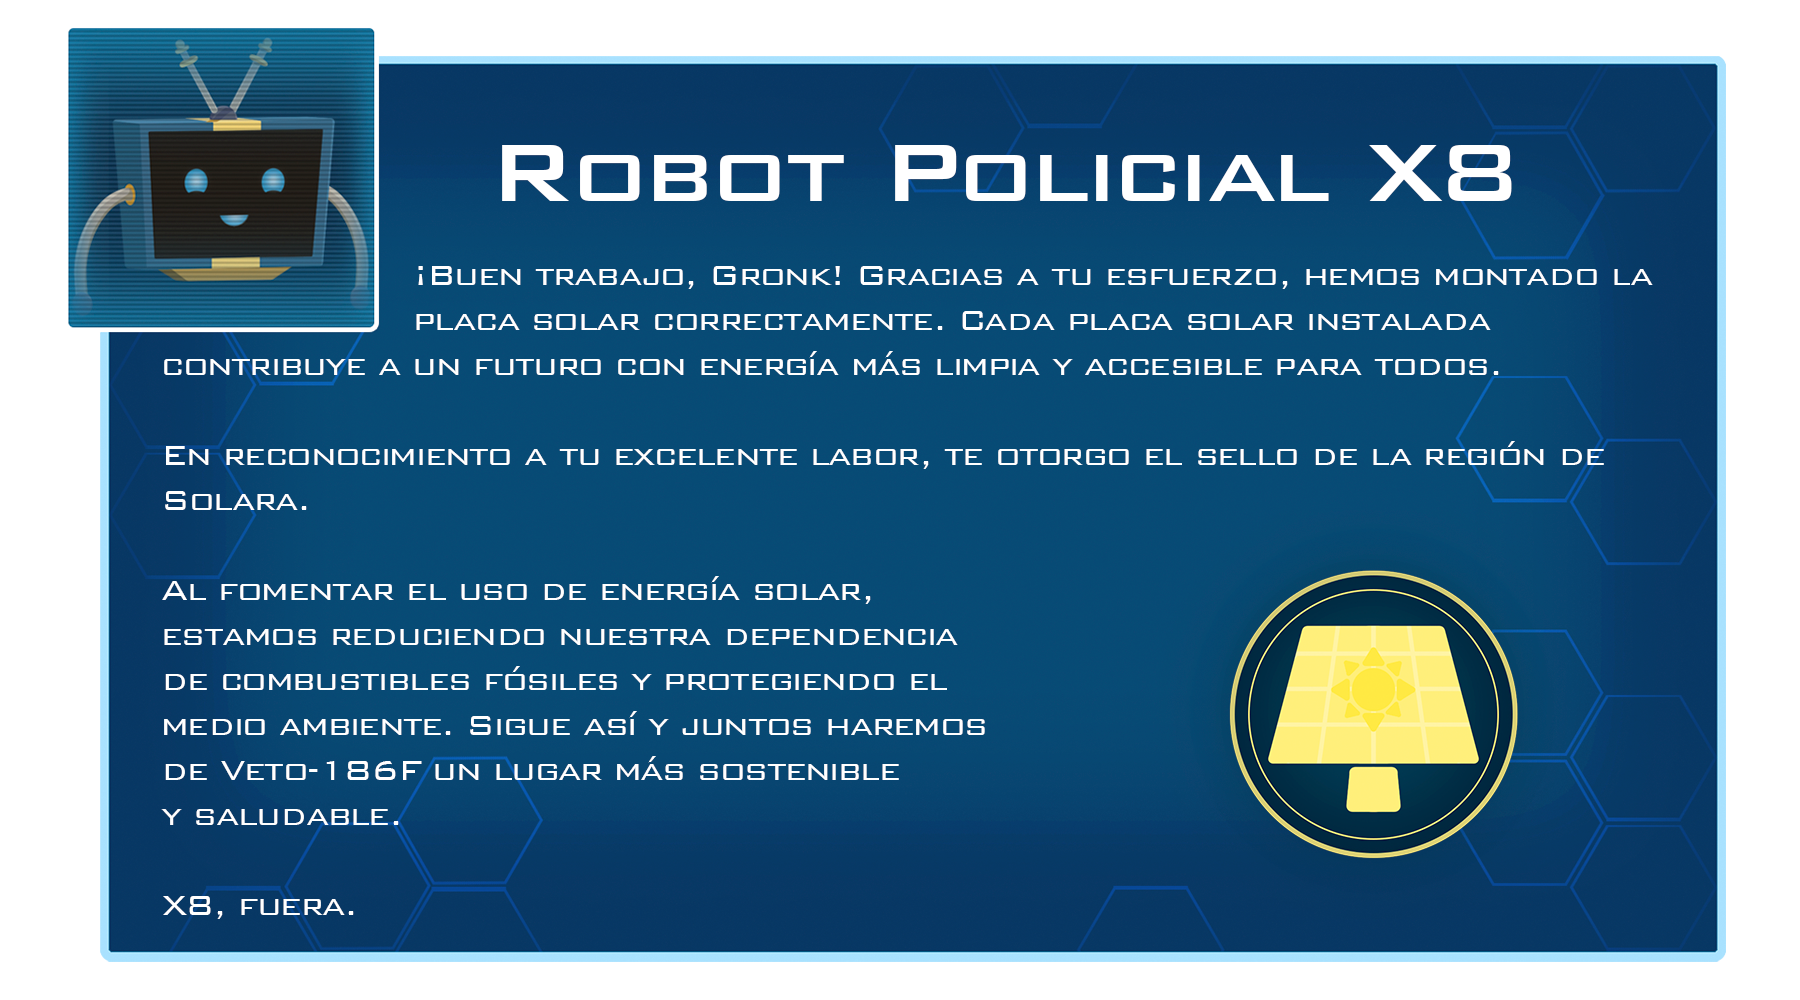 Robot Policial X8
¡Buen trabajo, Gronk! Gracias a tu esfuerzo, hemos montado la
placa solar correctamente. Cada placa solar instalada
contribuye a un futuro con energía más limpia y accesible para todos.
En reconocimiento a tu excelente labor, te otorgo el sello de la región de
Solara.
Al fomentar el uso de energía solar,
estamos reduciendo nuestra dependencia
de combustibles fósiles y protegiendo el
medio ambiente. Sigue así y juntos haremos
de Veto-186F un lugar más sostenible
y saludable.
X8, fuera.